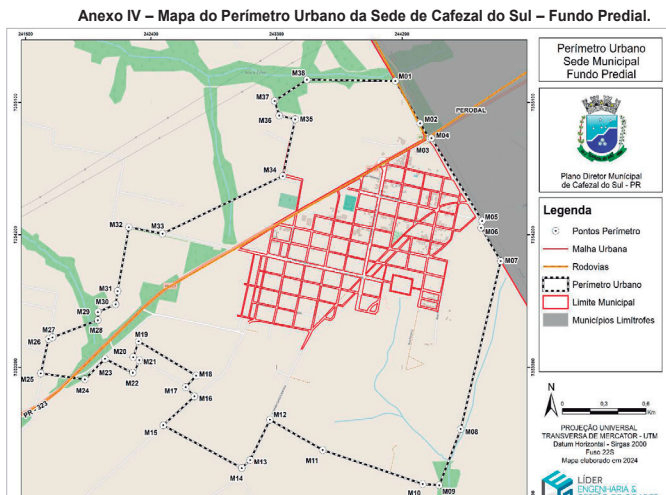 Anexo IV – Mapa do Perímetro Urbano da Sede de Cafezal do Sul – Fundo Predial.
241800
243000
244200
M38
M01
M37
M36
M35
M02
M04
M03
PEROBAL
M34
M32
M33
M05
M06
M07
M31
M30
M29
M28
M27
M26
M25
M24
M23
M22
M21
M20
M19
M18
M17
M16
M15
M14
M13
M12
M11
M10
M09
M08
PR - 323
Perímetro Urbano
Sede Municipal
Fundo Predial
Plano Diretor Municipal
de Cafezal do Sul - PR
Legenda
Pontos Perímetro
Malha Urbana
Rodovias
Perímetro Urbano
Limite Municipal
Municípios Limítrofes
N
0 0,3 0,6
Km
PROJEÇÃO UNIVERSAL
TRANSVERSA DE MERCATOR - UTM
Datum Horizontal - Sirgas 2000
Fuso 22S
Mapa elaborado em 2024
LÍDER
ENGENHARIA &